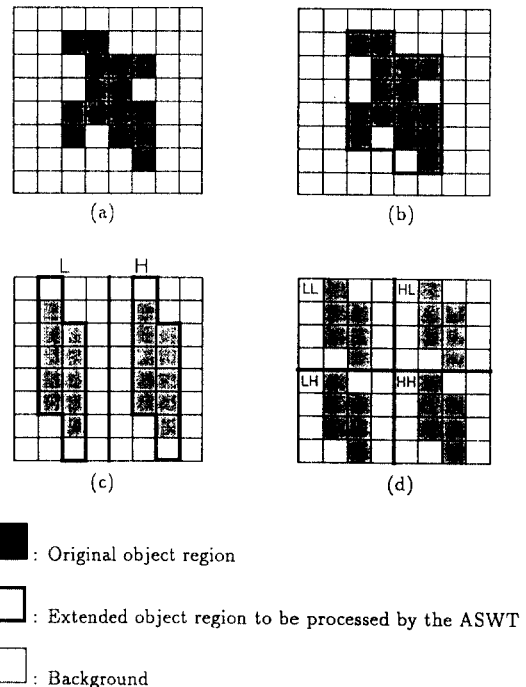 (a)
(b)
L H
(c)
LL HL
LH HH
(d)
: Original object region
: Extended object region to be processed by the ASWT
: Background